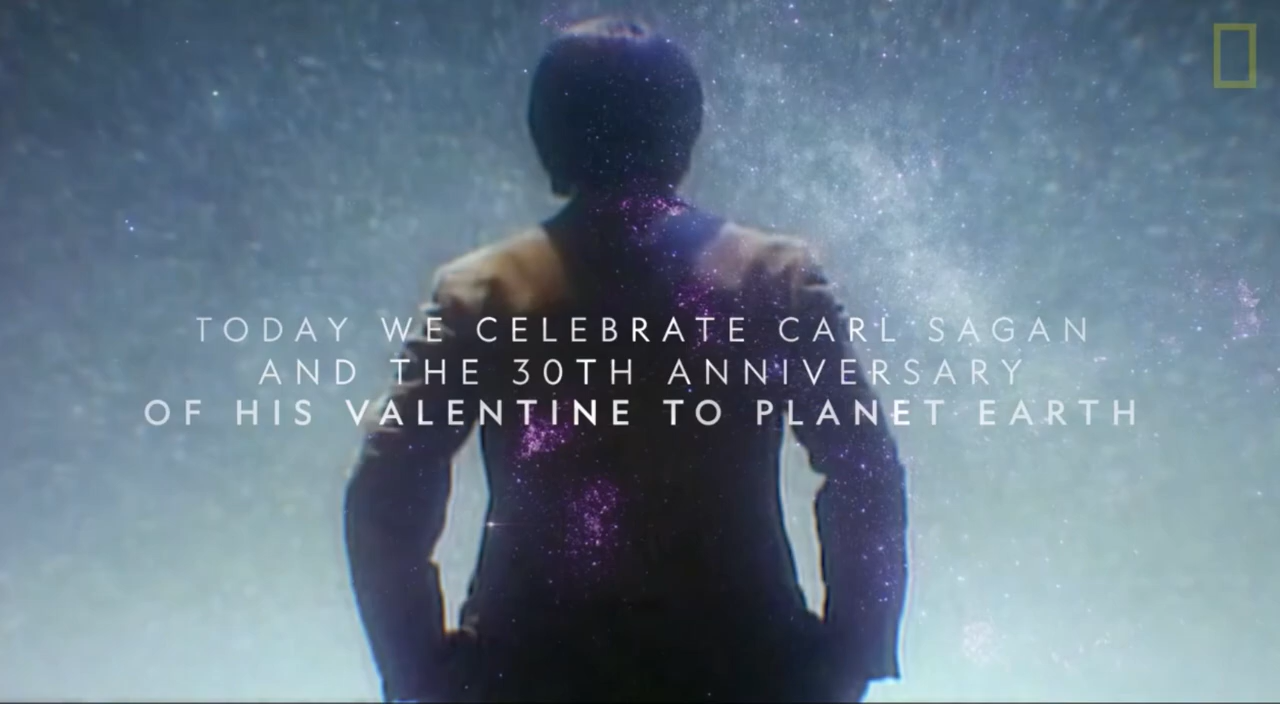 TODAY WE CELEBRATE CARL SAGAN
AND THE 30TH ANNIVERSARY
OF HIS VALENTINE TO PLANET EARTH